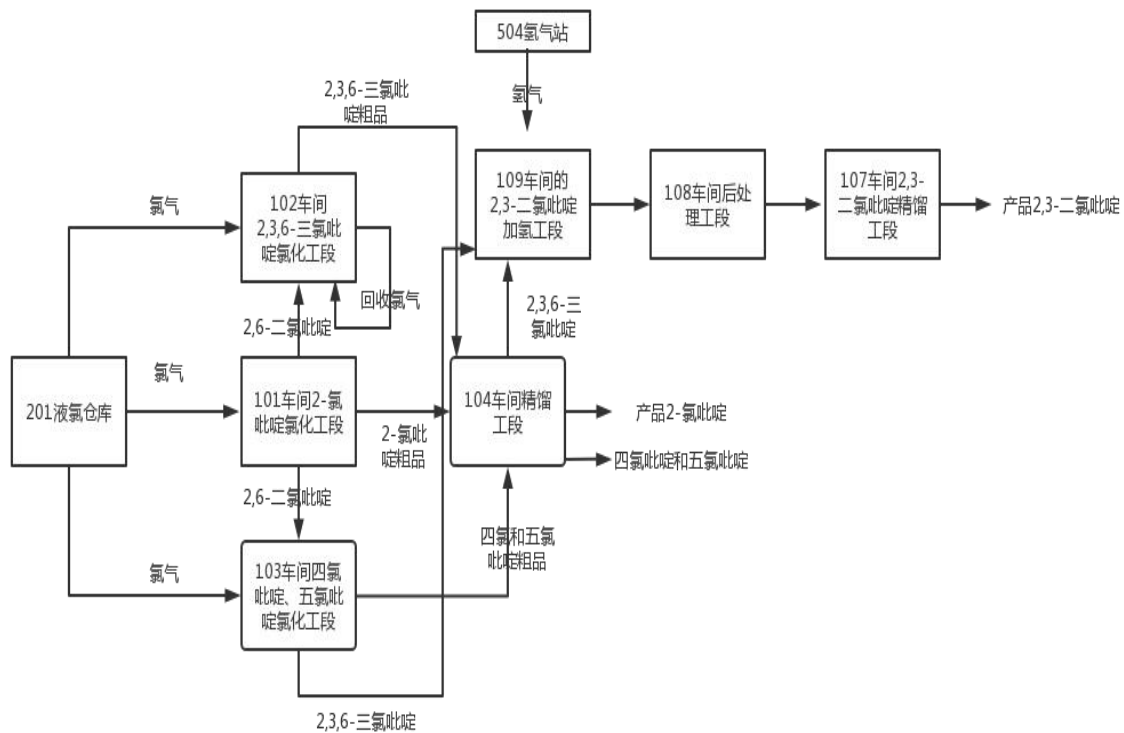 504氢气站
2,3,6-三氯吡
啶粗品
氢气
102车间
2,3,6-三氯吡
啶氯化工段
109车间的
2,3-二氯吡啶
加氢工段
108车间后处
理工段
107车间2,3-
二氯吡啶精馏
工段
产品2,3-二氯吡啶
氯气
回收氯气
2,6-二氯吡啶
2,3,6-三
氯吡啶
氯气
201液氯仓库
101车间2-氯
吡啶氯化工段
2-氯吡
啶粗品
104车间精馏
工段
产品2-氯吡啶
四氯吡啶和五氯吡啶
2,6-二氯吡啶
四氯和五氯
吡啶粗品
氯气
103车间四氯
吡啶、五氯吡
啶氯化工段
2,3,6-三氯吡啶